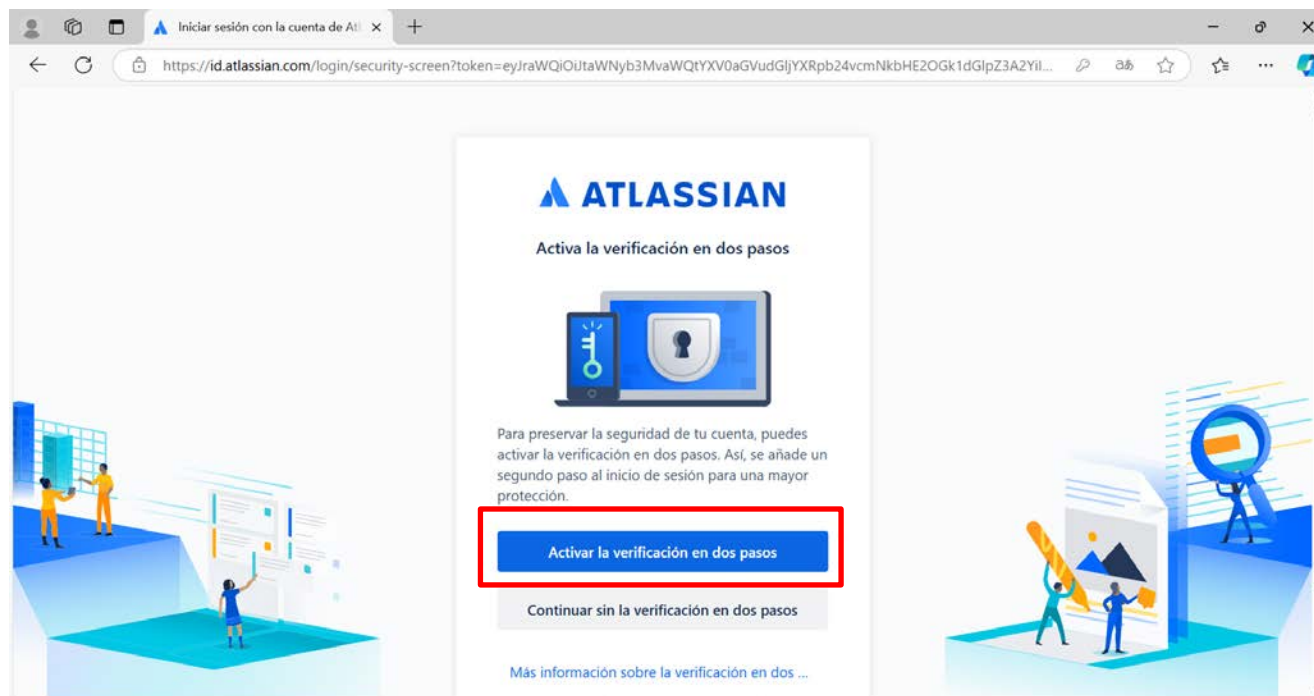 Iniciar sesión con la cuenta de Atl
https://id.atlassian.com/login/security-screen?token=eyJraWQiOiJtaWNyb3MvaWQtYXV0aGVudGljYXRpb24vcmNkbHE2OGk1dGlpZ3A2YiI...
ATLASSIAN
Activa la verificación en dos pasos
Para preservar la seguridad de tu cuenta, puedes
activar la verificación en dos pasos. Así, se añade un
segundo paso al inicio de sesión para una mayor
protección.
Activar la verificación en dos pasos
Continuar sin la verificación en dos pasos
Más información sobre la verificación en dos ...